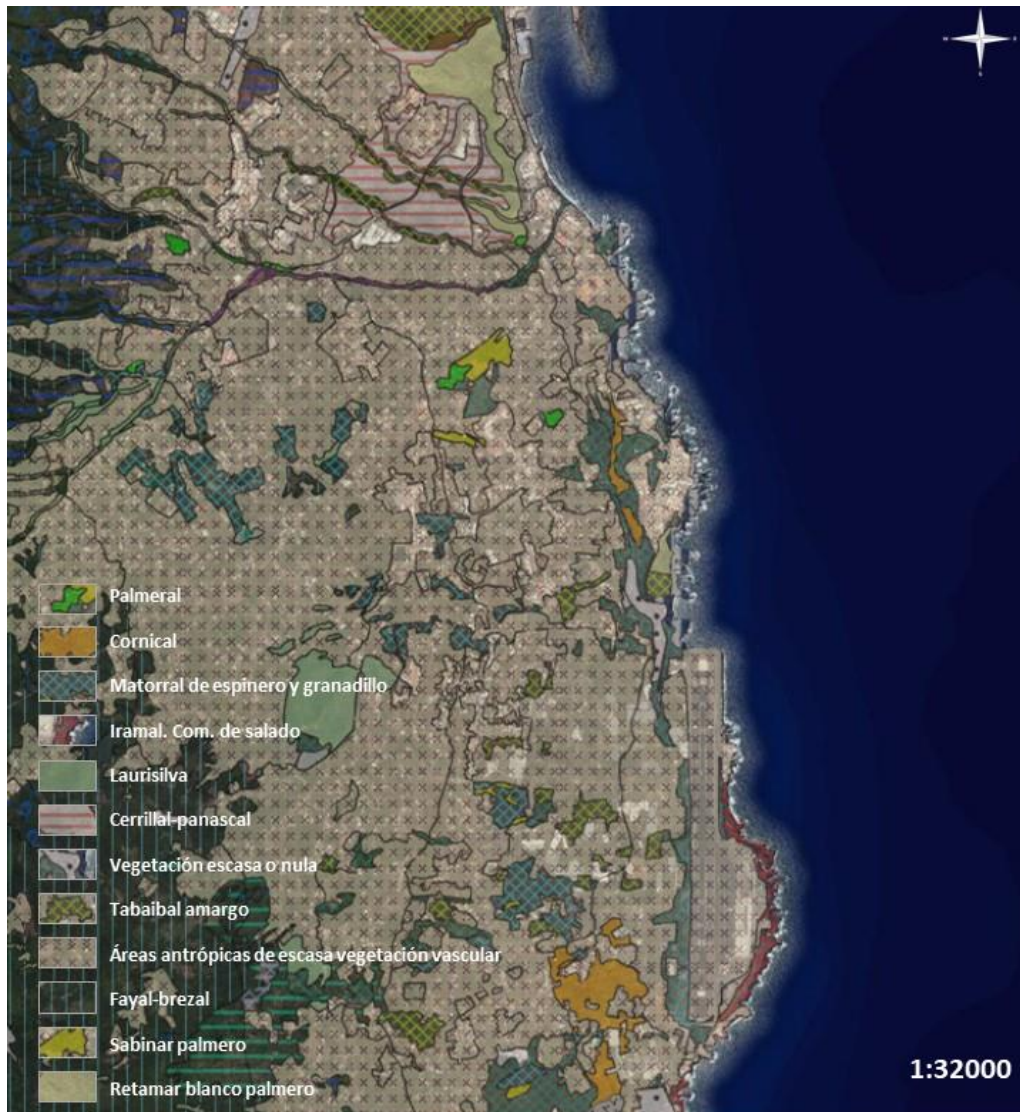 Palmeral
Cornical
Matorral de espinero y granadillo
Iramal. Com. de salado
Laurisilva
Cerrillal-panascal
Vegetación escasa o nula
Tabaibal amargo
Áreas antrópicas de escasa vegetación vascular
Fayal-brezal
Sabinar palmero
Retamar blanco palmero
1:32000